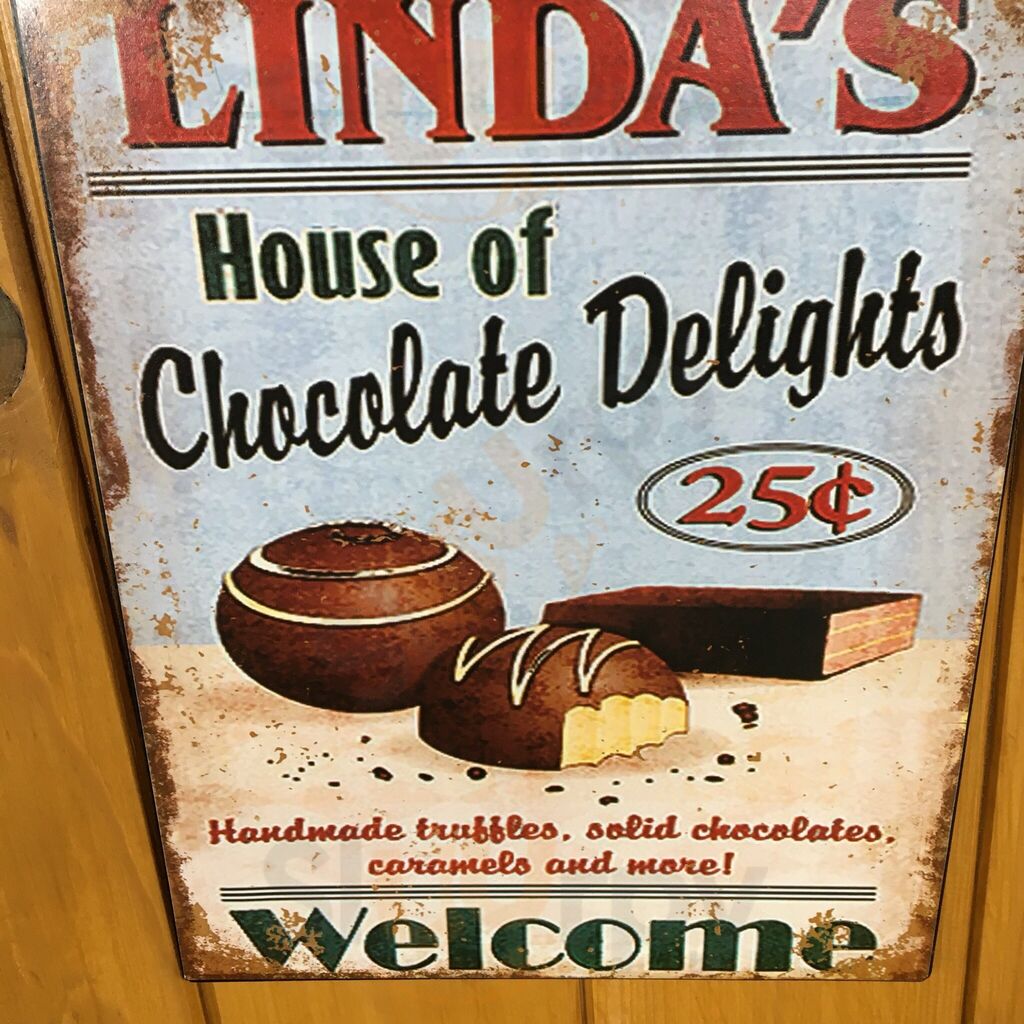 LINDA'S
House of
Chocolate Delights
25¢
Handmade truffles, solid chocolates,
caramels and more!
Welcome